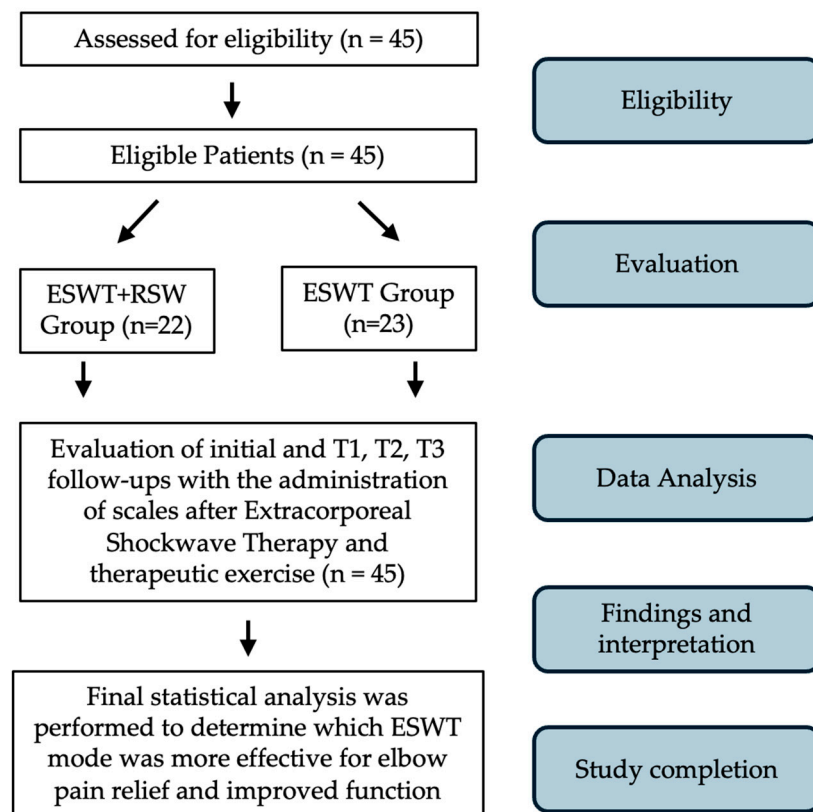 Assessed for eligibility (n = 45)
Eligibility
Eligible Patients (n = 45)
Evaluation
ESWT+RSW
Group (n=22)
ESWT Group
(n=23)
Evaluation of initial and T1, T2, T3
follow-ups with the administration
of scales after Extracorporeal
Shockwave Therapy and
therapeutic exercise (n = 45)
Data Analysis
Findings and
interpretation
Final statistical analysis was
performed to determine which ESWT
mode was more effective for elbow
pain relief and improved function
Study completion